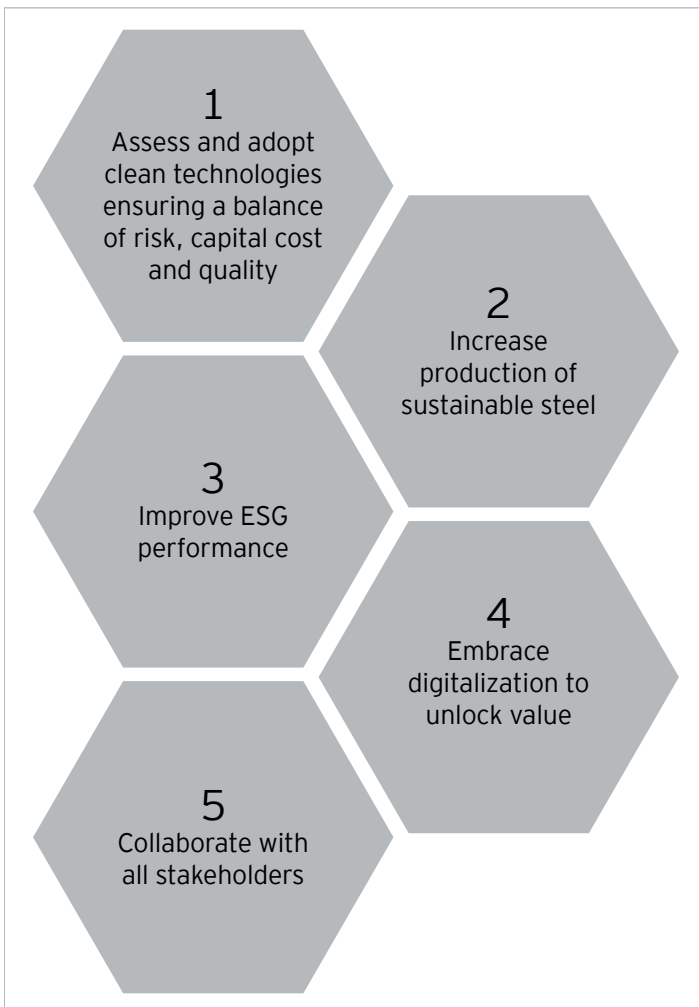 1
Assess and adopt
clean technologies
ensuring a balance
of risk, capital cost
and quality
2
Increase
production of
sustainable steel
3
Improve ESG
performance
4
Embrace
digitalization to
unlock value
5
Collaborate with
all stakeholders